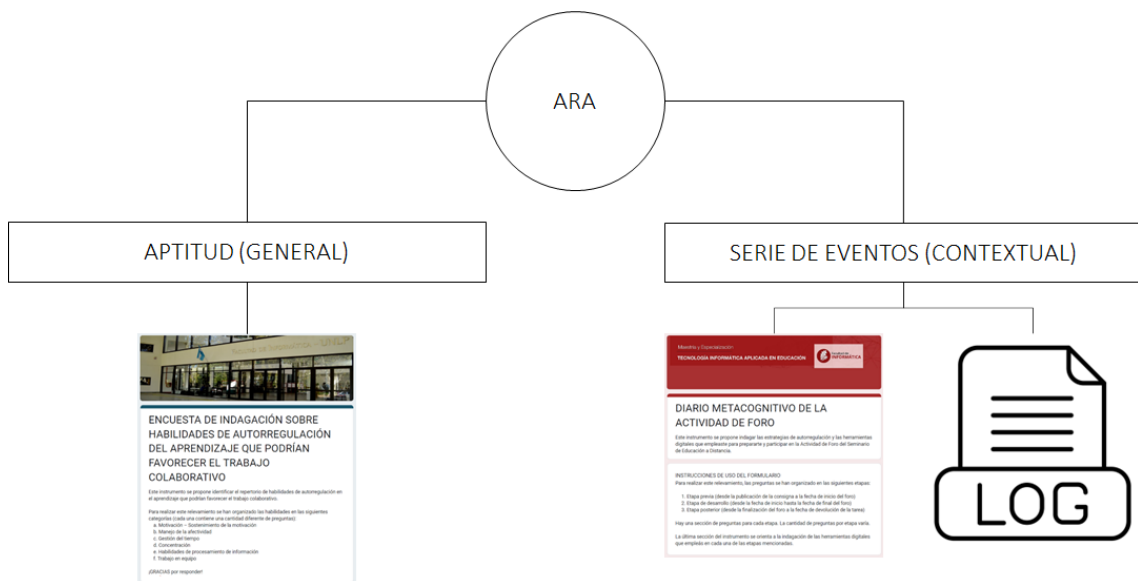 ARA
APTITUD (GENERAL)
SERIE DE EVENTOS (CONTEXTUAL)
ENCUESTA DE INDAGACIÓN SOBRE
HABILIDADES DE AUTORREGULACIÓN
DEL APRENDIZAJE QUE PODRÍAN
FAVORECER EL TRABAJO
COLABORATIVO
Este instrumento se propone identificar el repertorio de habilidades de autorregulación en
el aprendizaje que podrían favorecer el trabajo colaborativo.
Para realizar este relevamiento se han organizado las habilidades en las siguientes
categorías (cada una contiene una cantidad diferente de preguntas):
a. Motivación – Sostenimiento de la motivación
b. Manejo de la afectividad
c. Gestión del tiempo
d. Concentración
e. Habilidades de procesamiento de información
f. Trabajo en equipo
¡GRACIAS por responder!
Maestría y Especialización
TECNOLOGÍA INFORMÁTICA APLICADA EN EDUCACIÓN
INFORMÁTICA
DIARIO METACOGNITIVO DE LA
ACTIVIDAD DE FORO
Este instrumento se propone indagar las estrategias de autorregulación y las herramientas
digitales que empleaste para prepararte y participar en la Actividad de Foro del Seminario
de Educación a Distancia.
INSTRUCCIONES DE USO DEL FORMULARIO
Para realizar este relevamiento, las preguntas se han organizado en las siguientes etapas:
1. Etapa previa (desde la publicación de la consigna a la fecha de inicio del foro)
2. Etapa de desarrollo (desde la fecha de inicio hasta la fecha de final del foro)
3. Etapa posterior (desde la finalización del foro a la fecha de devolución de la tarea)
Hay una sección de preguntas para cada etapa. La cantidad de preguntas por etapa varía.
La última sección del instrumento se orienta a la indagación de las herramientas digitales
que empleó en cada una de las etapas mencionadas.
LOG